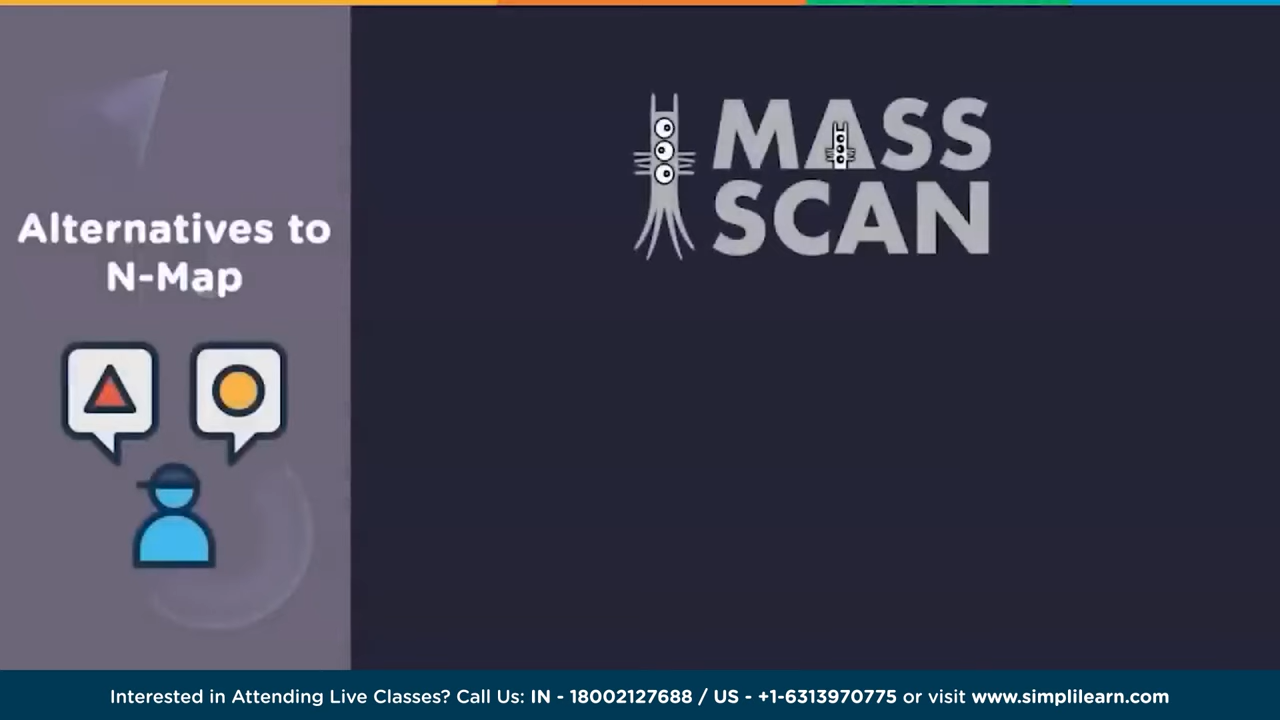 Alternatives to
N-Map
MASS
SCAN
Interested in Attending Live Classes? Call Us: IN - 18002127688 / US - +1-6313970775 or visit www.simplilearn.com